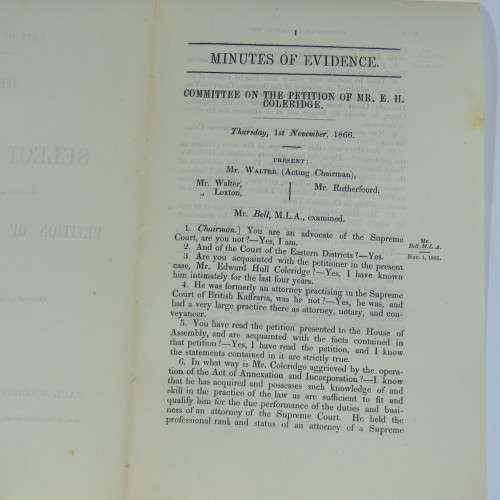 1
MINUTES OF EVIDENCE.
COMMITTEE ON THE PETITION OF MR. E. H.
COLERIDGE.
Thursday, 1st November, 1866.
PRESENT:
Mr. WALTER (Acting Chairman),
Mr. Walter,
„ Loxton,
Mr. Rutherfoord,
Mr. Bell, M.L.A., examined.
1. Chairman.] You are an advocate of the Supreme
Court, are you not?—Yes, I am.
Mr.
Bell, M.L.A.
Nov. 1, 1866.
2. And of the Court of the Eastern Districts?—Yes.
3. Are you acquainted with the petitioner in the present
case, Mr. Edward Hull Coleridge?—Yes, I have known
him intimately for the last four years.
4. He was formerly an attorney practising in the Supreme
Court of British Kaffraria, was he not?—Yes, he was, and
had a very large practice there as attorney, notary, and con-
veyancer.
5. You have read the petition presented to the House of
Assembly, and are acquainted with the facts contained in
that petition?—Yes, I have read the petition, and I know
the statements contained in it are strictly true.
6. In what way is Mr. Coleridge aggrieved by the opera-
tion of the Act of Annexation and Incorporation?—I know
that he has acquired and possesses such knowledge of and
skill in the practice of the law as are sufficient to fit and
qualify him for the due performance of the duties and busi-
ness of an attorney of the Supreme Court. He held the
professional rank and status of an attorney of a Supreme
SELECT
PETITION OF